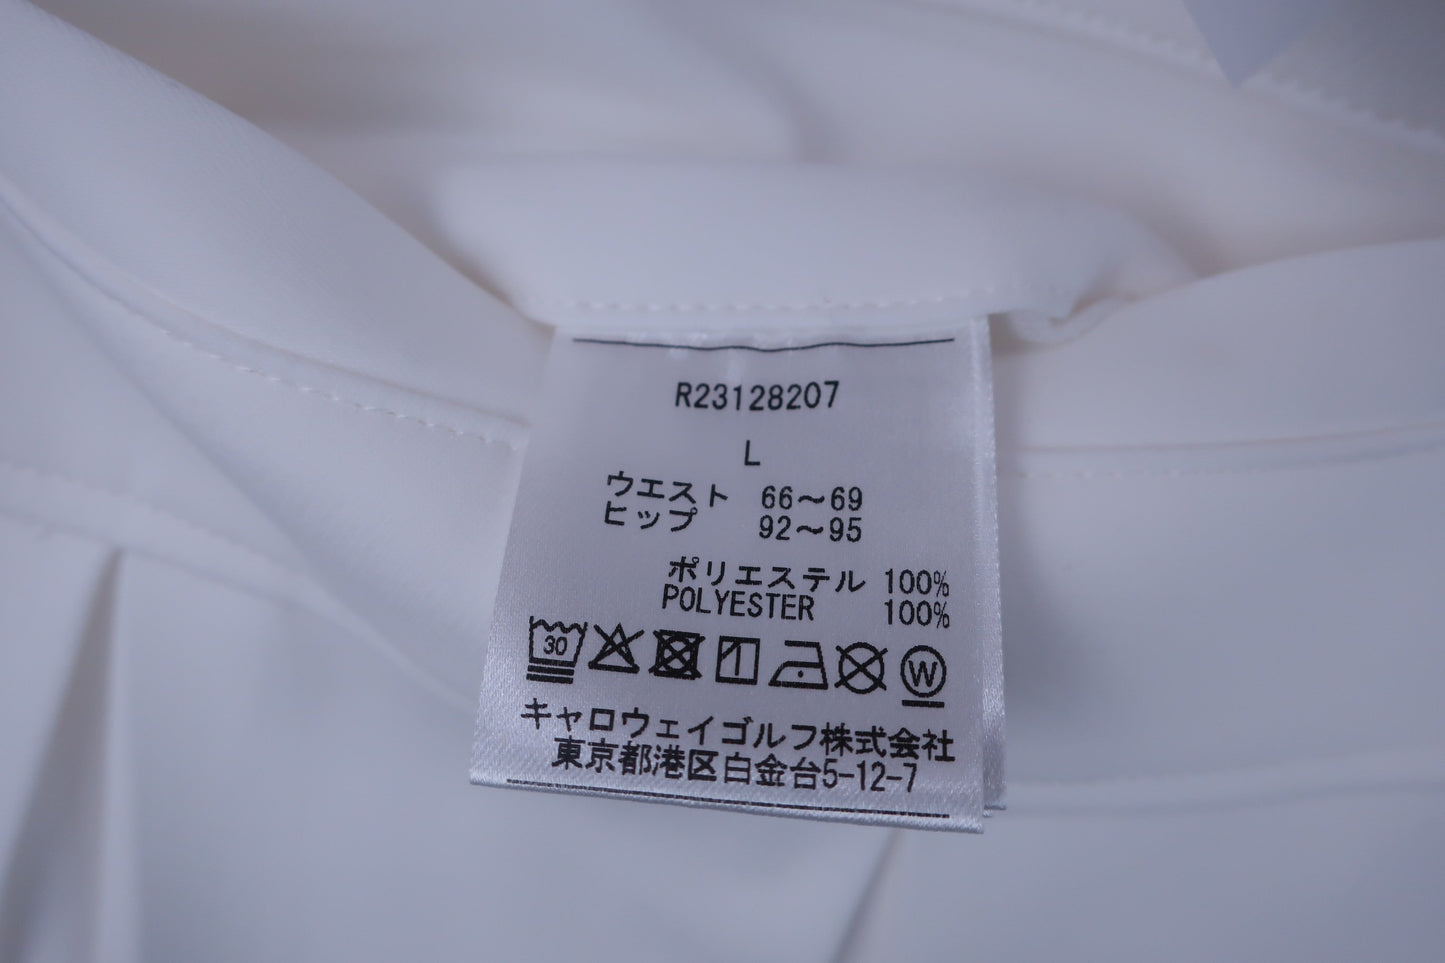 R23128207
L
ウエスト 66～69
ヒップ 92～95
ポリエステル 100%
POLYESTER 100%
30 W
キャロウェイゴルフ株式会社
東京都港区白金台5-12-7